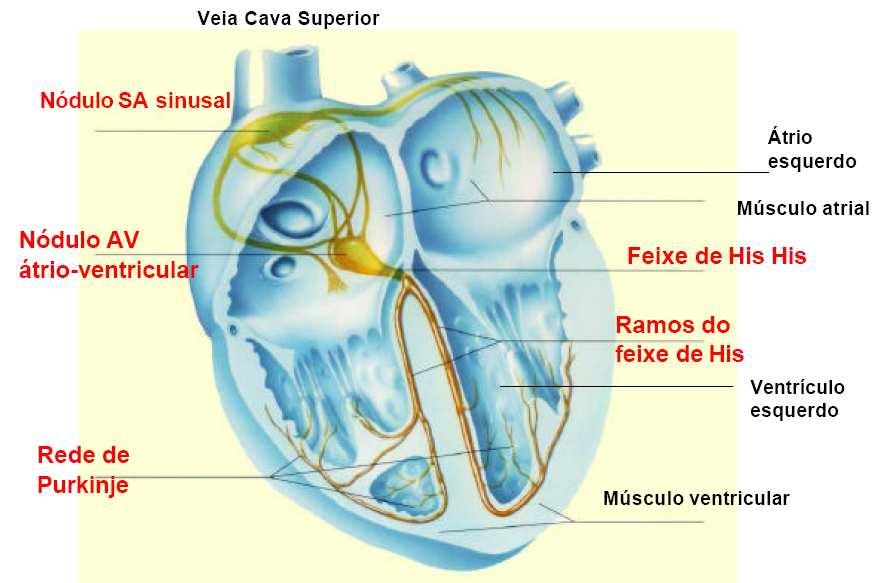 Veia Cava Superior
Nódulo SA sinusal
Átrio
esquerdo
Músculo atrial
Nódulo AV
átrio-ventricular
Feixe de His His
Ramos do
feixe de His
Ventrículo
esquerdo
Rede de
Purkinje
Músculo ventricular